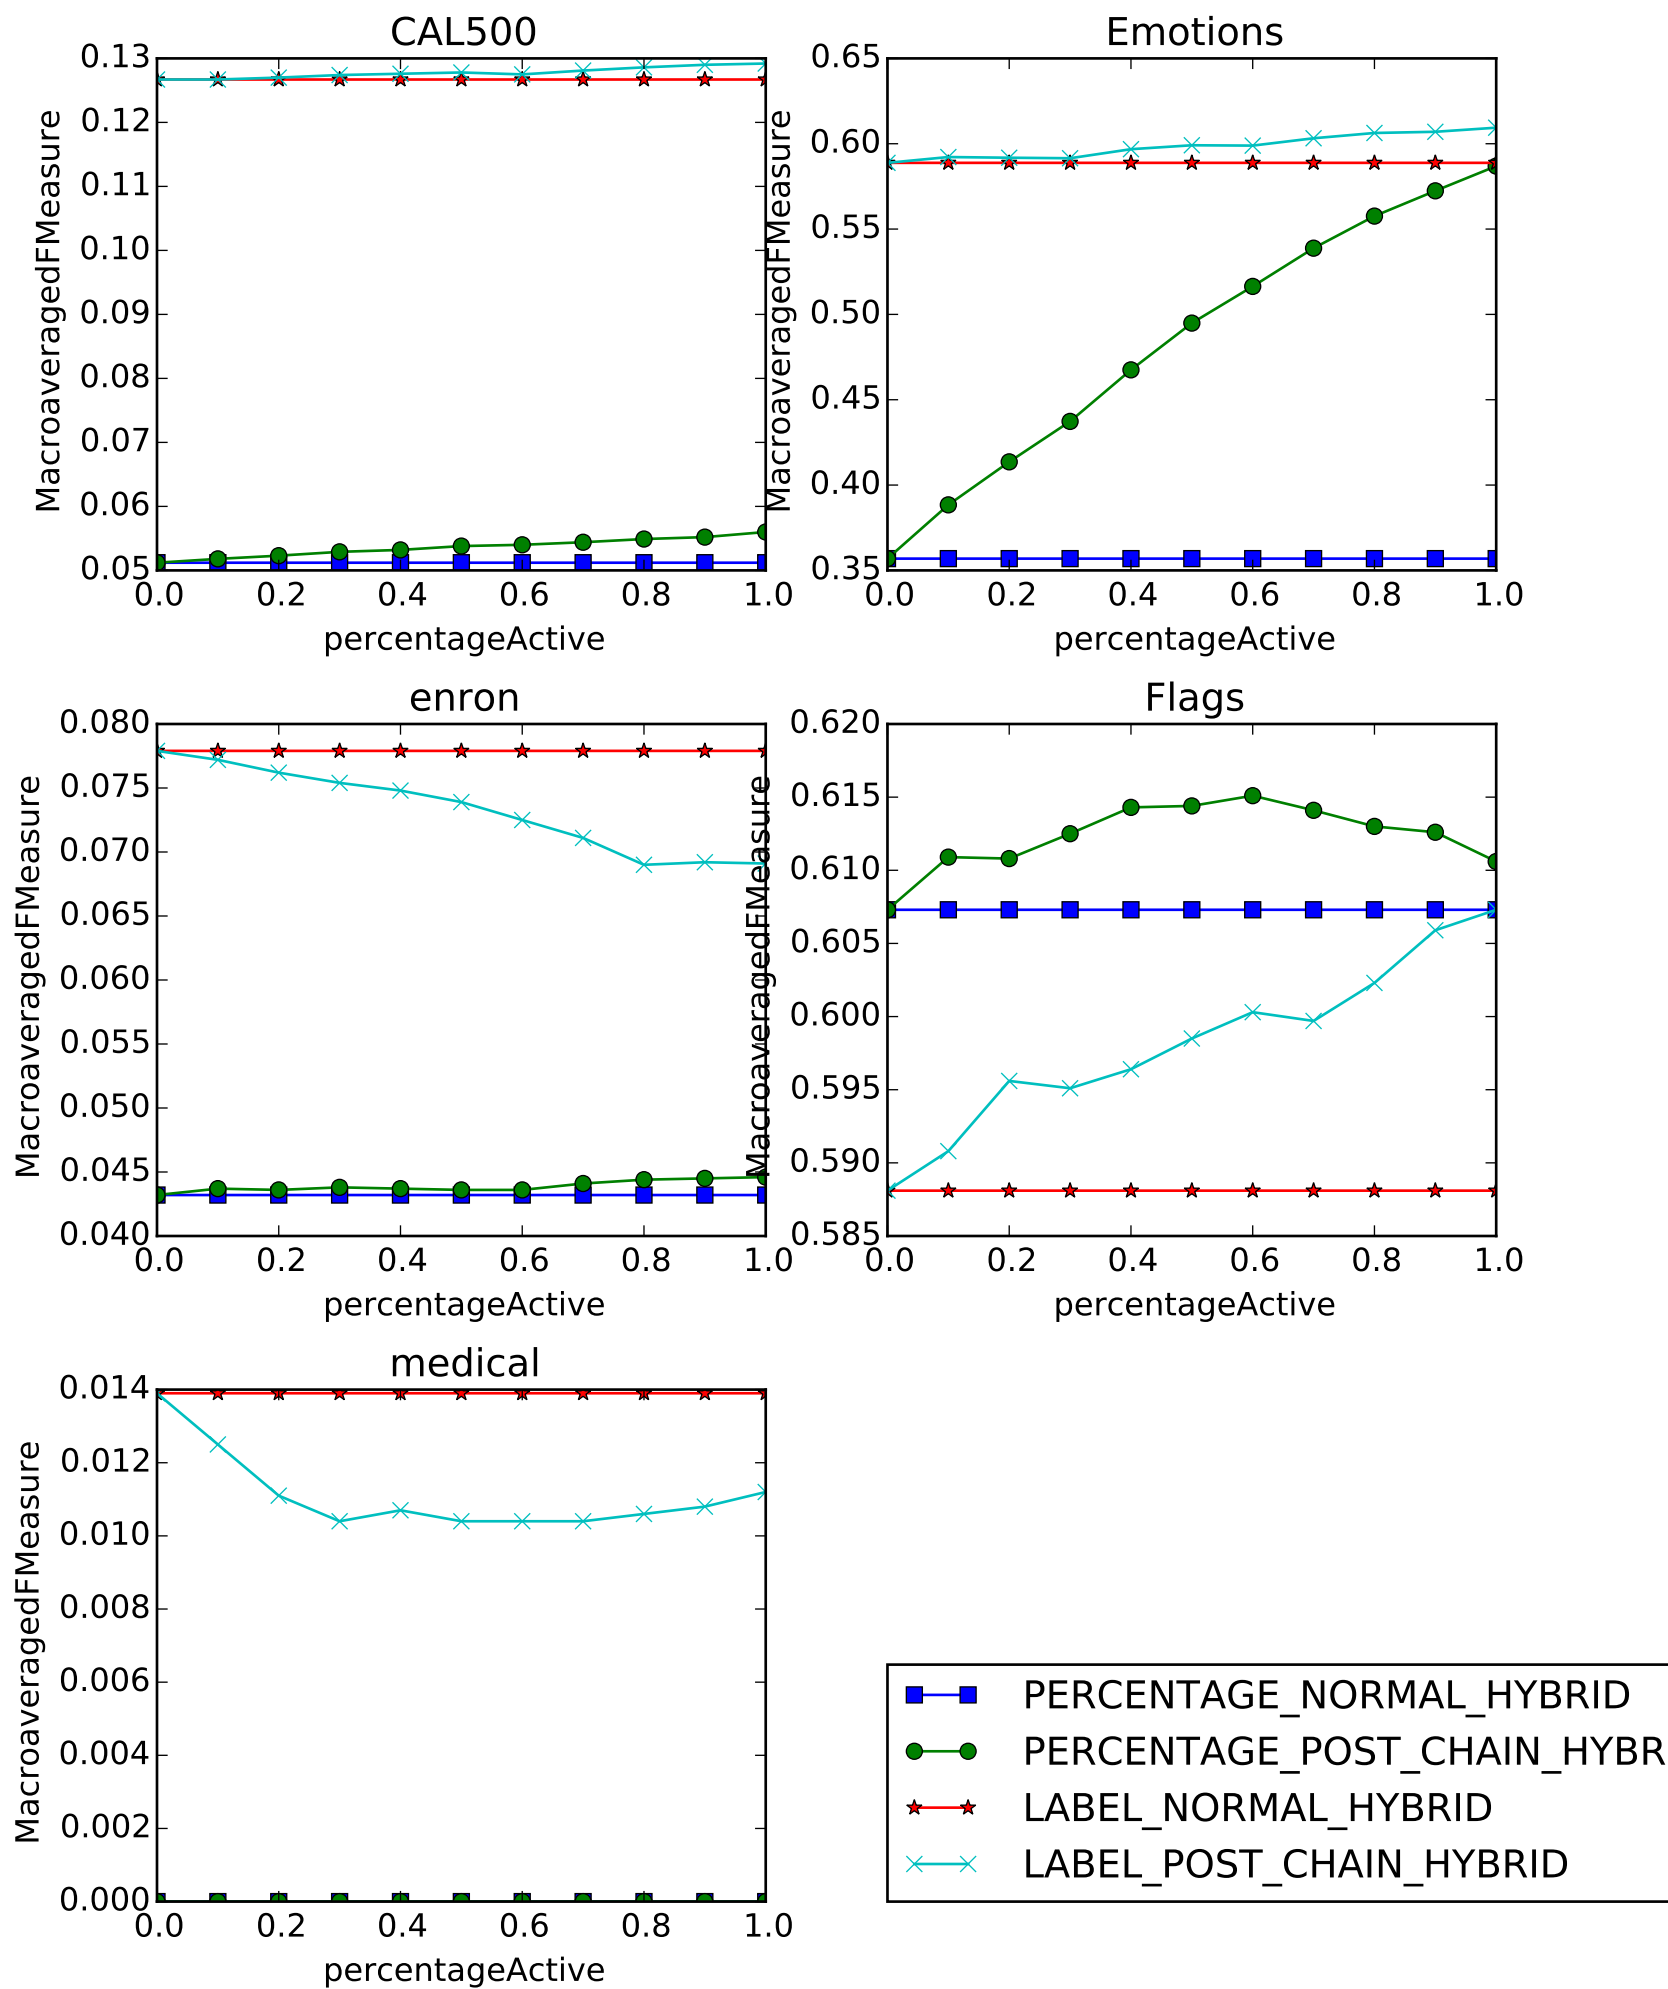 CAL500
0.13
0.12
0.11
0.10
0.09
0.08
0.07
0.06
0.05
MacroaveragedFMeasure
0.0 0.2 0.4 0.6 0.8 1.0
percentageActive
Emotions
0.65
0.60
0.55
0.50
0.45
0.40
0.35
MacroaveragedFMeasure
0.0 0.2 0.4 0.6 0.8 1.0
percentageActive
enron
0.080
0.075
0.070
0.065
0.060
0.055
0.050
0.045
0.040
MacroaveragedFMeasure
0.0 0.2 0.4 0.6 0.8 1.0
percentageActive
Flags
0.620
0.615
0.610
0.605
0.600
0.595
0.590
0.585
MacroaveragedFMeasure
0.0 0.2 0.4 0.6 0.8 1.0
percentageActive
medical
0.014
0.012
0.010
0.008
0.006
0.004
0.002
0.000
MacroaveragedFMeasure
0.0 0.2 0.4 0.6 0.8 1.0
percentageActive
PERCENTAGE_NORMAL_HYBRID
PERCENTAGE_POST_CHAIN_HYBR
LABEL_NORMAL_HYBRID
LABEL_POST_CHAIN_HYBRID